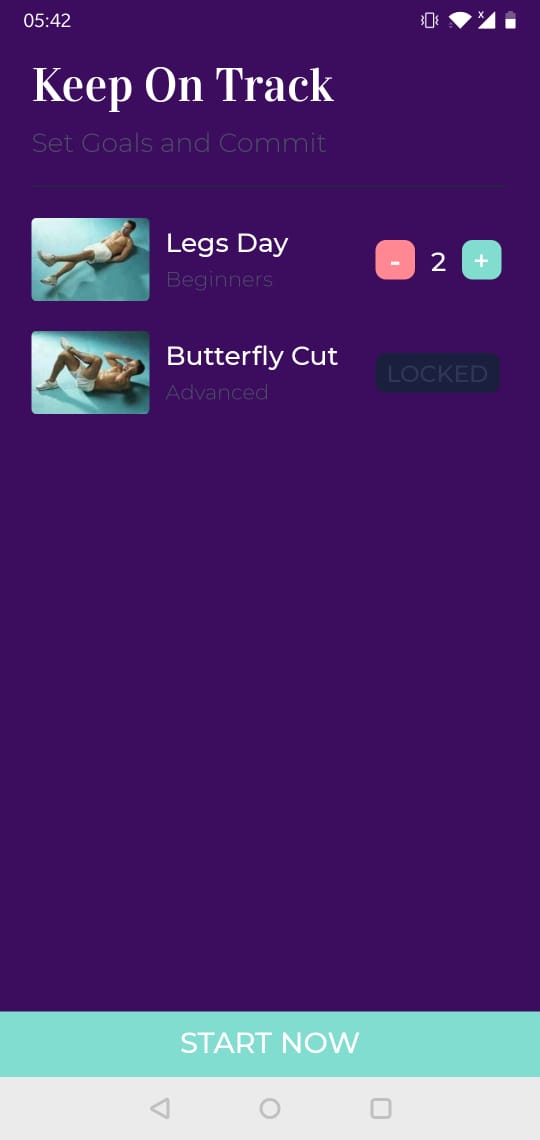 05:42
Keep On Track
Set Goals and Commit
Legs Day
Beginners
- 2 +
Butterfly Cut
Advanced
LOCKED
START NOW